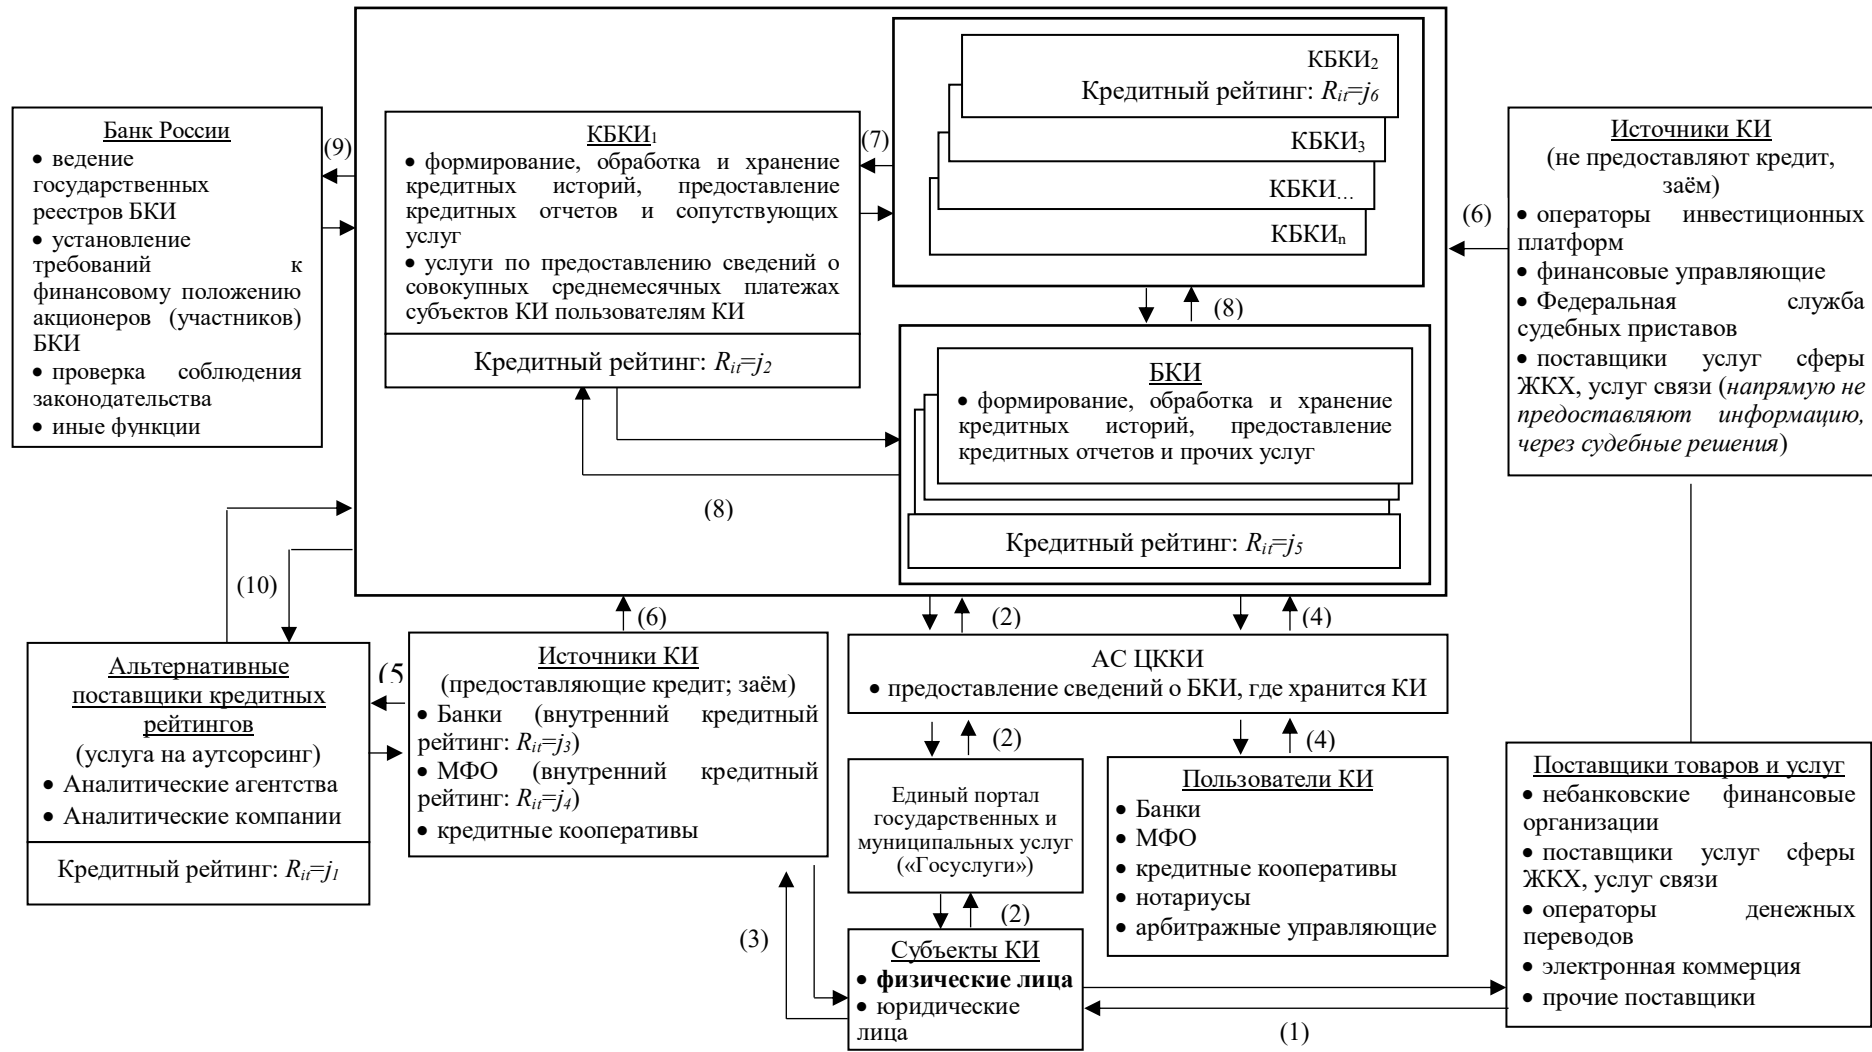 Банк России
• ведение
государственных
реестров БКИ
• установление
требований к
финансовому положению
акционеров (участников)
БКИ
• проверка соблюдения
законодательства
• иные функции
(9)
КБКИ1
• формирование, обработка и хранение
кредитных историй, предоставление
кредитных отчетов и сопутствующих
услуг
• услуги по предоставлению сведений о
совокупных среднемесячных платежах
субъектов КИ пользователям КИ
Кредитный рейтинг: Rit=j2
(7)
КБКИ2
Кредитный рейтинг: Rit=j6
КБКИ3
КБКИ...
КБКИn
(8)
БКИ
• формирование, обработка и хранение
кредитных историй, предоставление
кредитных отчетов и прочих услуг
Кредитный рейтинг: Rit=j5
(8)
(6)
Источники КИ
(не предоставляют кредит,
заём)
• операторы инвестиционных
платформ
• финансовые управляющие
• Федеральная служба
судебных приставов
• поставщики услуг сферы
ЖКХ, услуг связи (напрямую не
предоставляют информацию,
через судебные решения)
(10)
(6)
(2)
(4)
Альтернативные
поставщики кредитных
рейтингов
(услуга на аутсорсинг)
• Аналитические агентства
• Аналитические компании
Кредитный рейтинг: Rit=j1
(5
Источники КИ
(предоставляющие кредит; заём)
• Банки (внутренний кредитный
рейтинг: Rit=j3)
• МФО (внутренний кредитный
рейтинг: Rit=j4)
• кредитные кооперативы
АС ЦККИ
• предоставление сведений о БКИ, где хранится КИ
(2)
(4)
Единый портал
государственных и
муниципальных услуг
(«Госуслуги»)
Пользователи КИ
• Банки
• МФО
• кредитные кооперативы
• нотариусы
• арбитражные управляющие
Поставщики товаров и услуг
• небанковские финансовые
организации
• поставщики услуг сферы
ЖКХ, услуг связи
• операторы денежных
переводов
• электронная коммерция
• прочие поставщики
(2)
(3)
Субъекты КИ
• физические лица
• юридические
лица
(1)